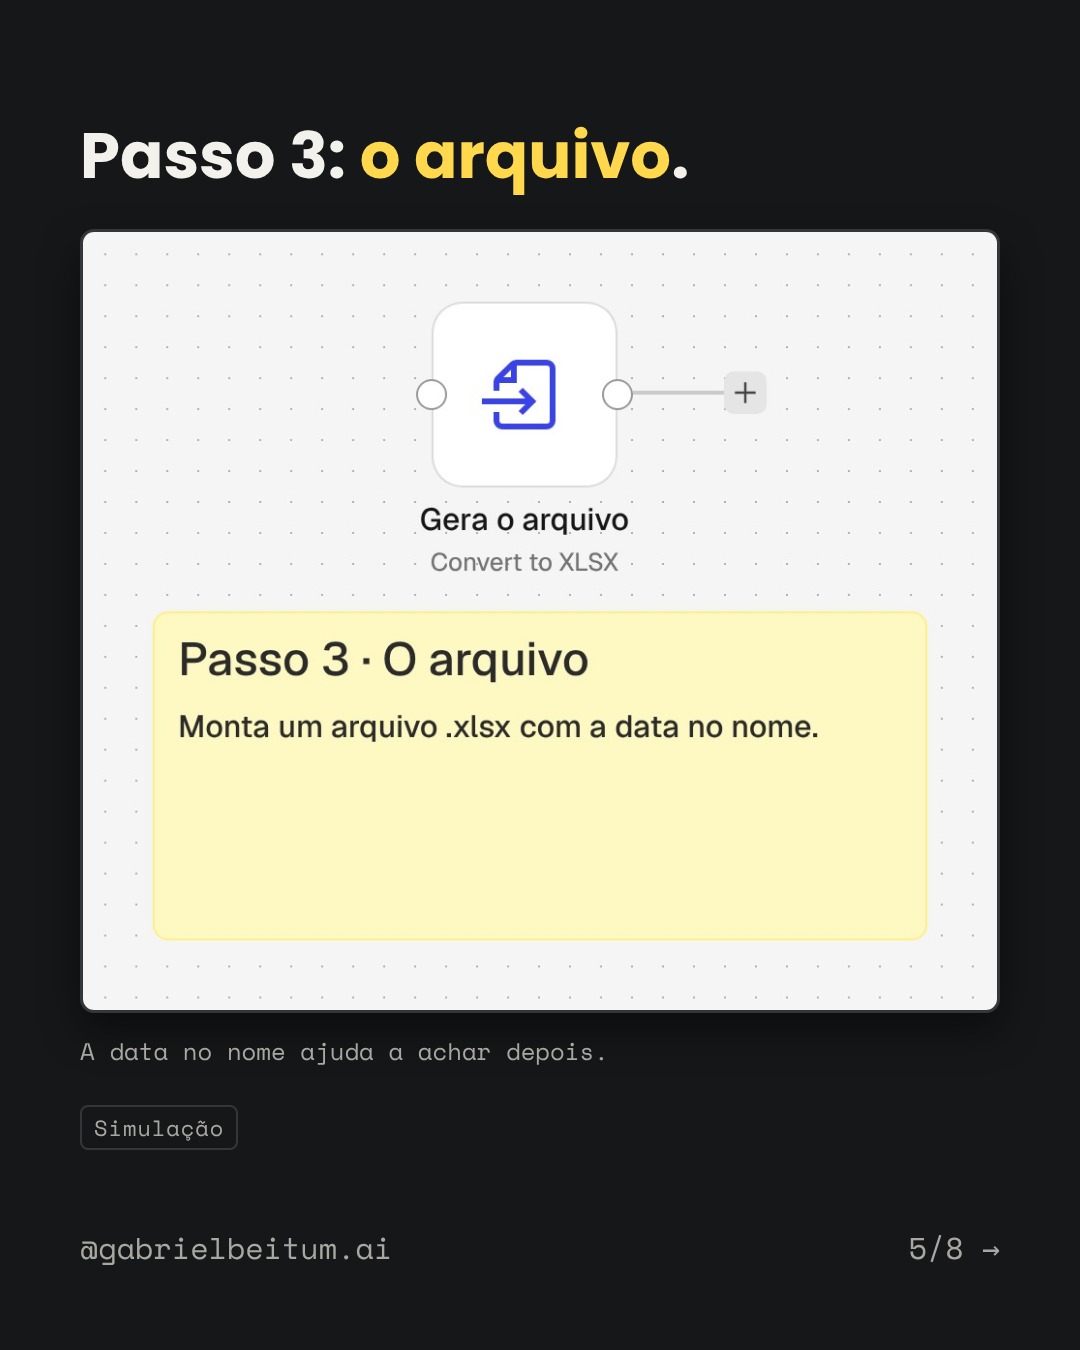 Passo 3: o arquivo.
Gera o arquivo
Convert to XLSX
Passo 3 · O arquivo
Monta um arquivo .xlsx com a data no nome.
A data no nome ajuda a achar depois.
Simulação
@gabrielbeitum.ai
5/8 →